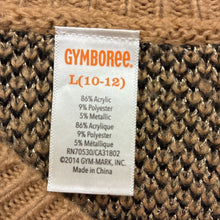 GYMBOREE.
L(10-12)
86% Acrylic
9% Polyester
5% Metallic
86% Acrylique
9% Polyester
5% Métallique
RN70530/CA31802
©2014 GYM-MARK, INC.
Made in China